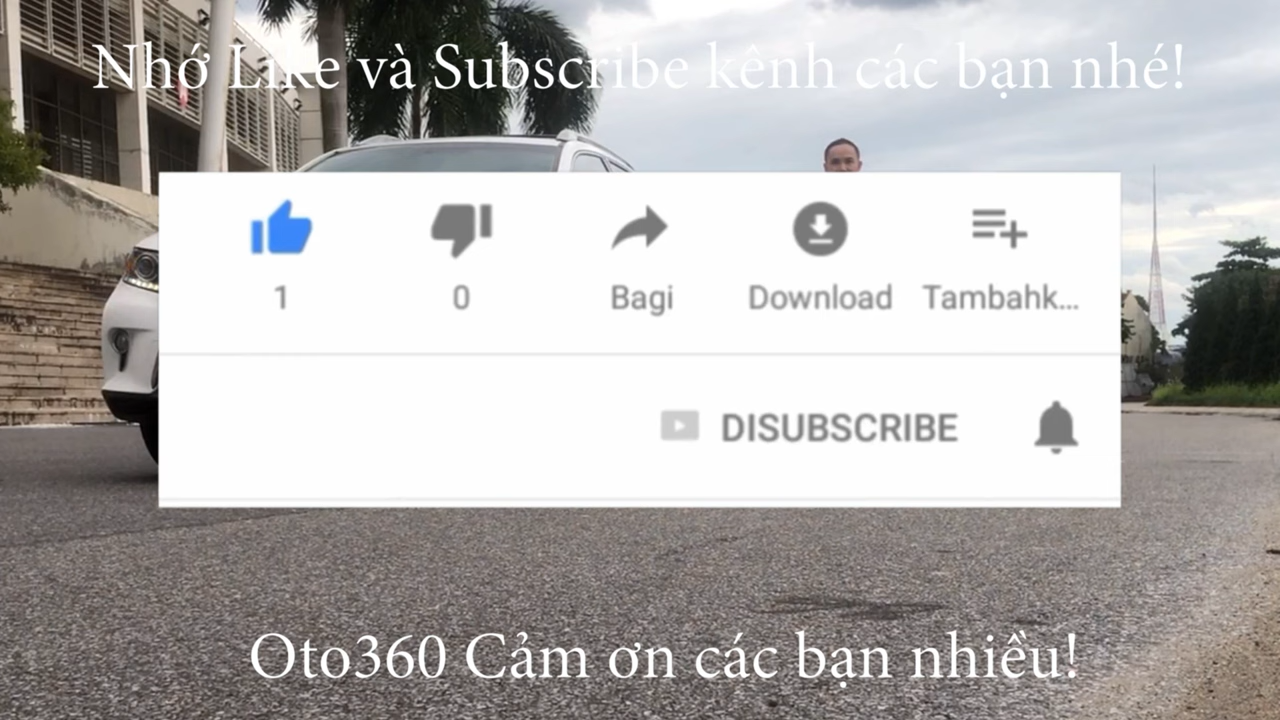 Nhớ Like và Subscribe kênh các bạn nhé!
1 0 Bagi Download Tambahk...
DISUBSCRIBE
Oto360 Cảm ơn các bạn nhiều!